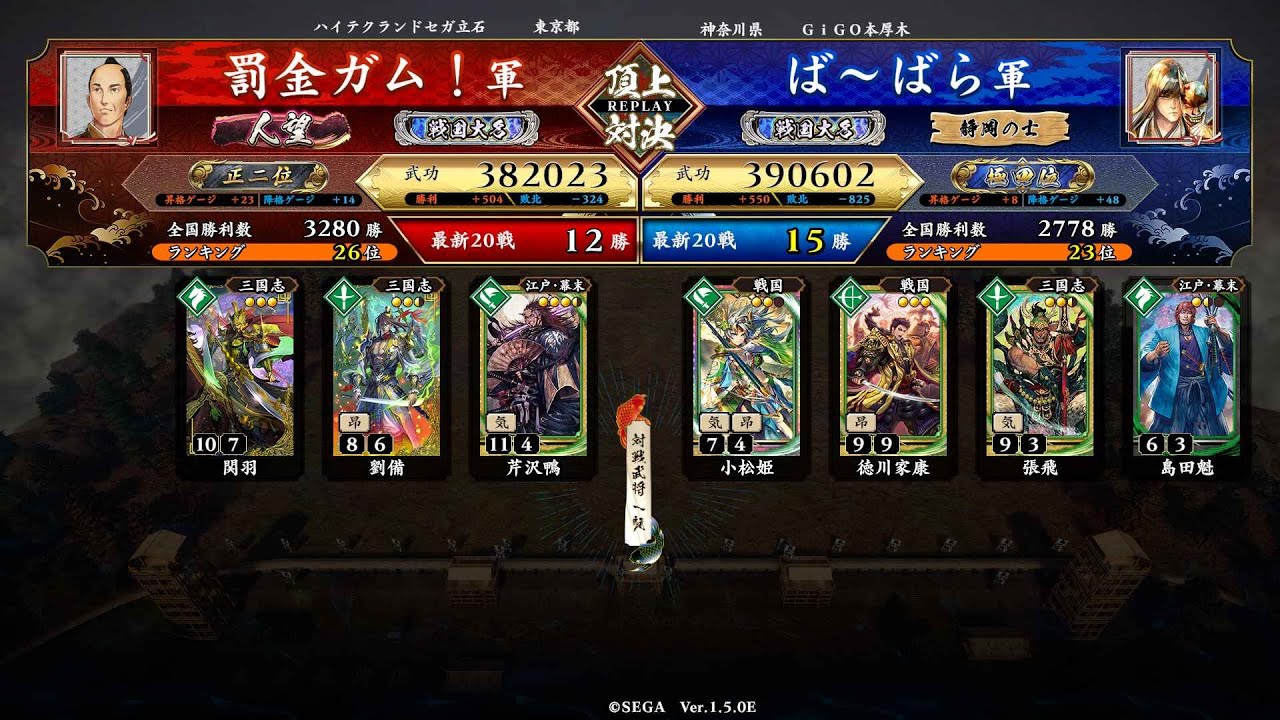 ハイテクランドセガ立石 東京都
神奈川県 GiGO本厚木
罰金ガム！軍
頂上
REPLAY
対決
ば～ばら軍
人望
戦国大名
戦国大名
静岡の士
正二位
武功 382023
勝利 +504 敗北 -324
武功 390602
勝利 +550 敗北 -825
昇格ゲージ +23 降格ゲージ +14
昇格ゲージ +8 降格ゲージ +48
全国勝利数 3280勝
ランキング 26位
最新20戦 12勝
最新20戦 15勝
全国勝利数 2778勝
ランキング 23位
三国志
10 7
関羽
三国志
昂
8 6
劉備
江戸・幕末
気
11 4
芹沢鴨
対戦武将一覧
戦国
気 昂
7 4
小松姫
戦国
昂
9 9
徳川家康
三国志
気
9 3
張飛
江戸・幕末
6 3
島田魁
©SEGA Ver.1.5.0E